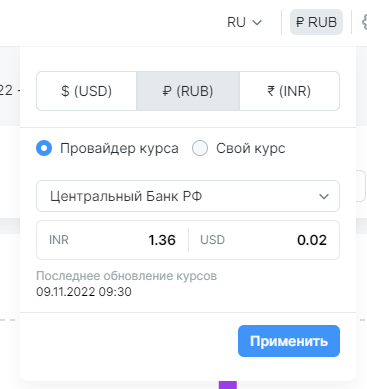 RU ₽ RUB
22 -
$ (USD) ₽ (RUB) ₹ (INR)
Провайдер курса Свой курс
Центральный Банк РФ
INR 1.36 USD 0.02
Последнее обновление курсов
09.11.2022 09:30
Применить